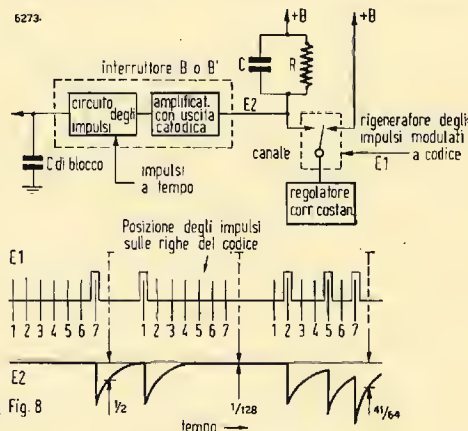 6273.
+B
+B
interruttore B o B'
C
R
circuito degli impulsi
amplificat. con uscita catodica
E2
canale
rigeneratore degli impulsi modulati a codice
E1
C di blocco
impulsi a tempo
regolatore corr. costan.
Posizione degli impulsi sulle righe del codice
E1
1 2 3 4 5 6 7 1 2 3 4 5 6 7 1 2 3 4 5 6 7
E2
1/2
1/128
41/64
Fig. 8
tempo